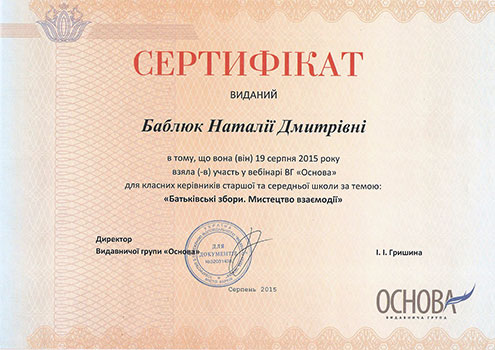 СЕРТИФІКАТ
ВИДАНИЙ
Баблюк Наталії Дмитрівні
в тому, що вона (він) 19 серпня 2015 року
взяла (-в) участь у вебінарі ВГ «Основа»
для класних керівників старшої та середньої школи за темою:
«Батьківські збори. Мистецтво взаємодії»
Директор
Видавничої групи «Основа»
І. І. Гришина
УКРАЇНА
ДЛЯ
ДОКУМЕНТІВ
Серпень 2015
ОСНОВА
ВИДАВНИЧА ГРУПА